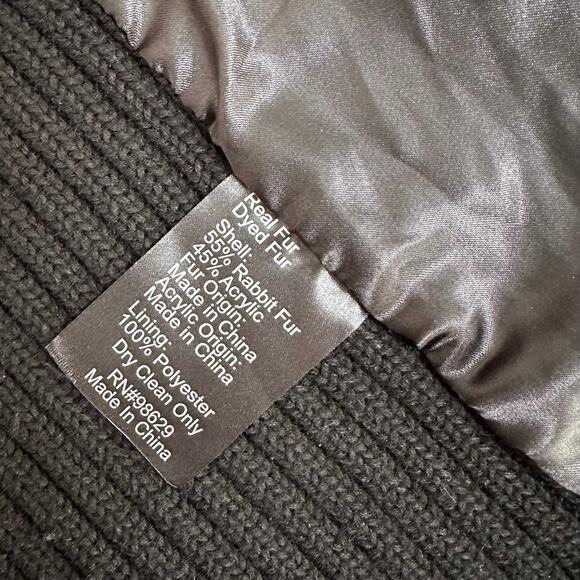 Real Fur
Dyed Fur
Shell:
55% Rabbit Fur
45% Acrylic
Fur Origin:
Made in China
Acrylic Origin:
Made in China
Lining:
100% Polyester
Dry Clean Only
RN#98629
Made In China